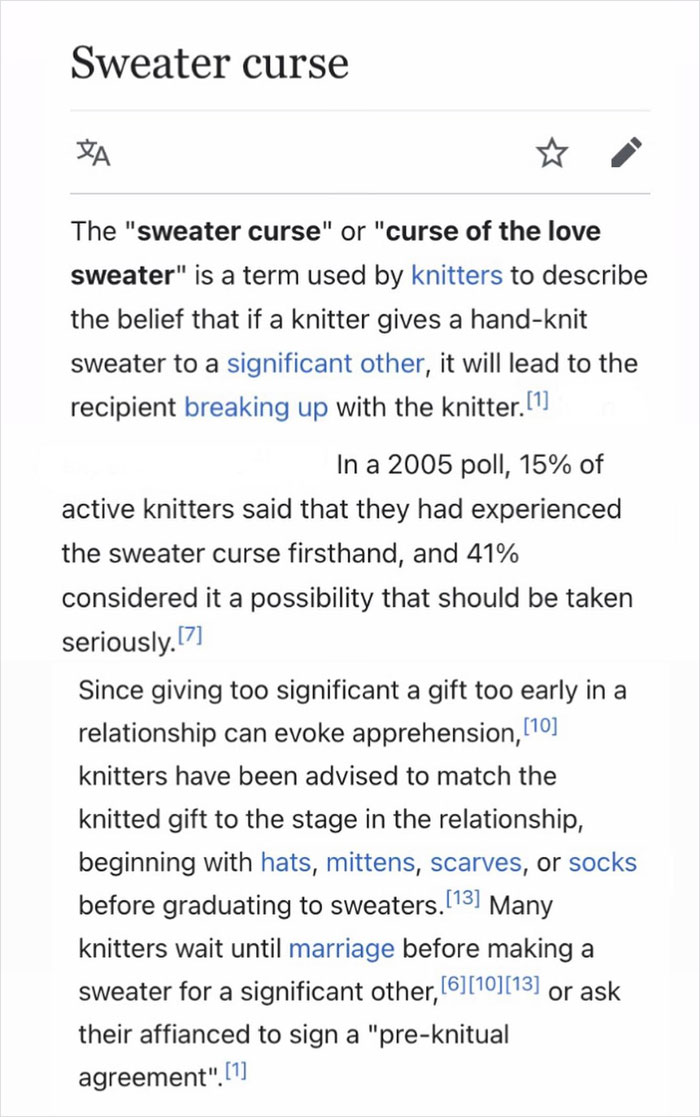 Sweater curse
The "sweater curse" or "curse of the love
sweater" is a term used by knitters to describe
the belief that if a knitter gives a hand-knit
sweater to a significant other, it will lead to the
recipient breaking up with the knitter.[1]
In a 2005 poll, 15% of
active knitters said that they had experienced
the sweater curse firsthand, and 41%
considered it a possibility that should be taken
seriously.[7]
Since giving too significant a gift too early in a
relationship can evoke apprehension,[10]
knitters have been advised to match the
knitted gift to the stage in the relationship,
beginning with hats, mittens, scarves, or socks
before graduating to sweaters.[13] Many
knitters wait until marriage before making a
sweater for a significant other,[6][10][13] or ask
their affianced to sign a "pre-knitual
agreement".[1]